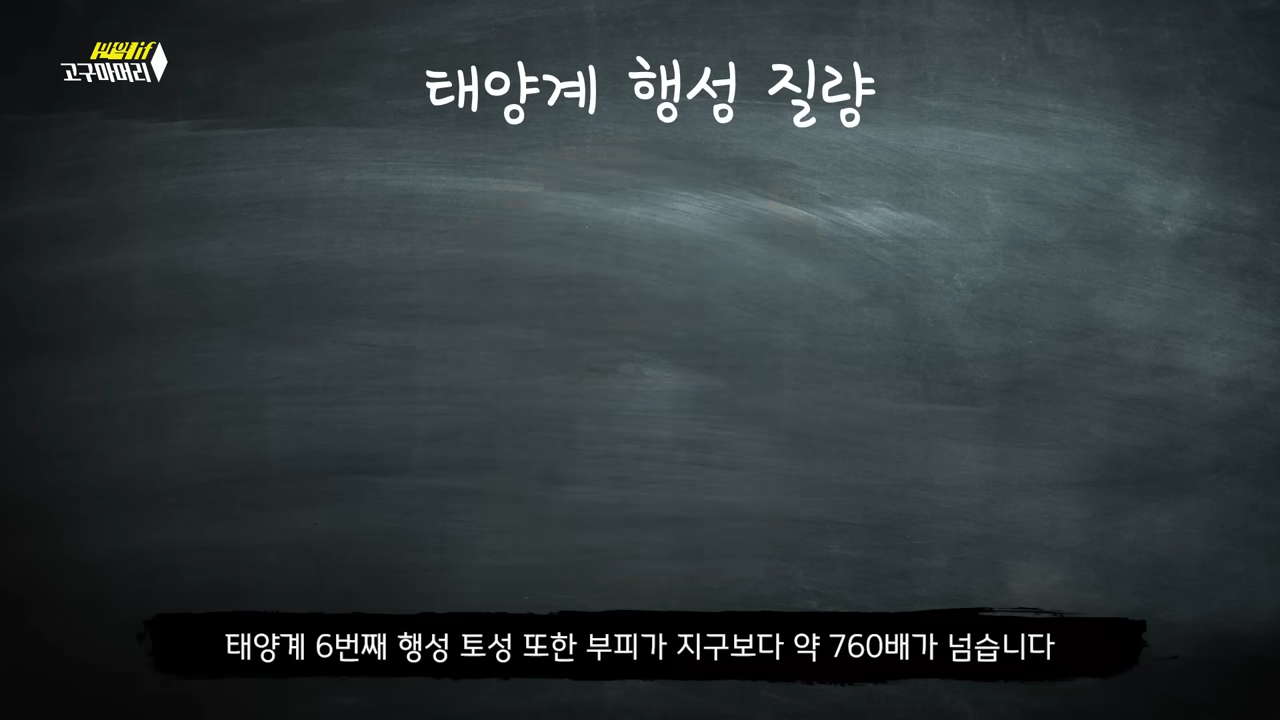 만약if
고구마머리
태양계 행성 질량
태양계 6번째 행성 토성 또한 부피가 지구보다 약 760배가 넘습니다